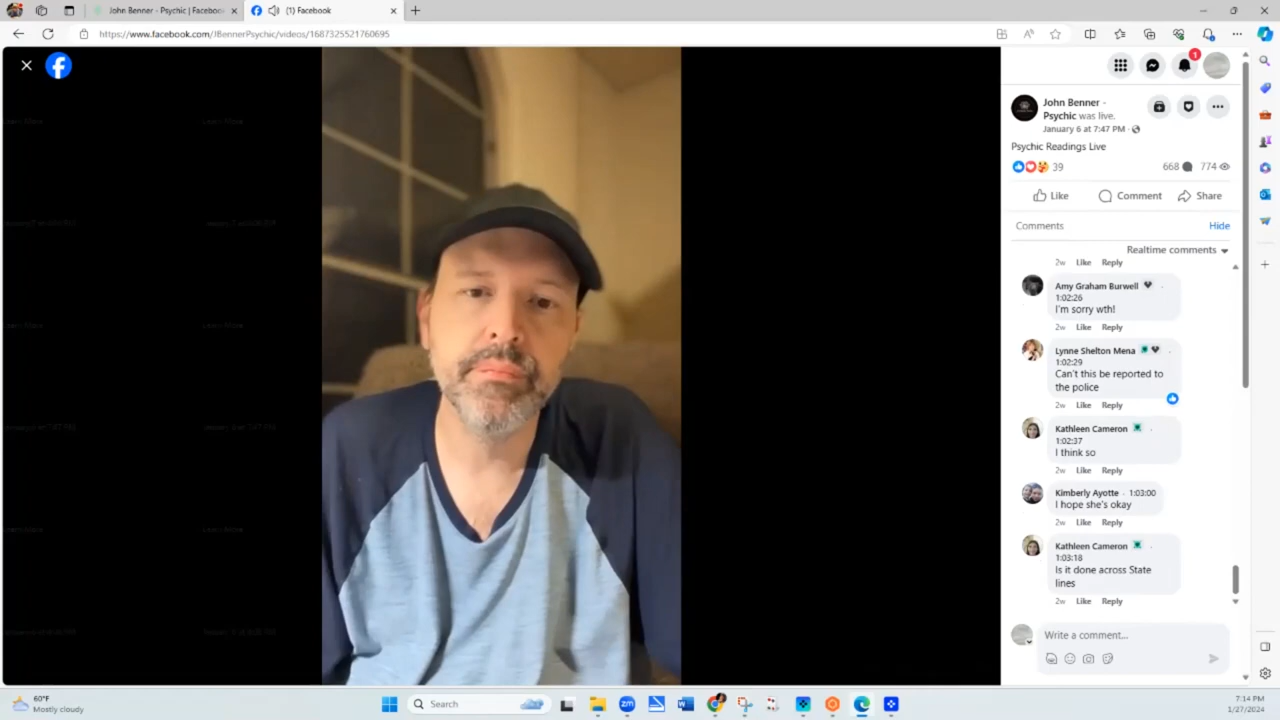 John Benner - Psychic | Facebook
(1) Facebook
https://www.facebook.com/JBennerPsychic/videos/1687325521760695
1
John Benner -
Psychic was live.
January 6 at 7:47 PM ·
Psychic Readings Live
39
668
774
Like
Comment
Share
Comments
Hide
Realtime comments
2w Like Reply
Amy Graham Burwell
1:02:26
I'm sorry wth!
2w Like Reply
Lynne Shelton Mena
1:02:29
Can't this be reported to
the police
2w Like Reply
Kathleen Cameron
1:02:37
I think so
2w Like Reply
Kimberly Ayotte · 1:03:00
I hope she's okay
2w Like Reply
Kathleen Cameron
1:03:18
Is it done across State
lines
2w Like Reply
Write a comment...
60°F
Mostly cloudy
Search
zm
W
7:14 PM
1/27/2024